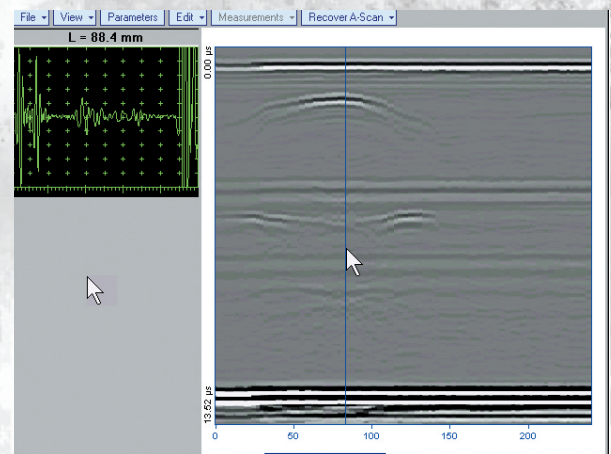 File View Parameters Edit Measurements Recover A-Scan
L = 88.4 mm
0.00 µs
13.52 µs
0 50 100 150 200